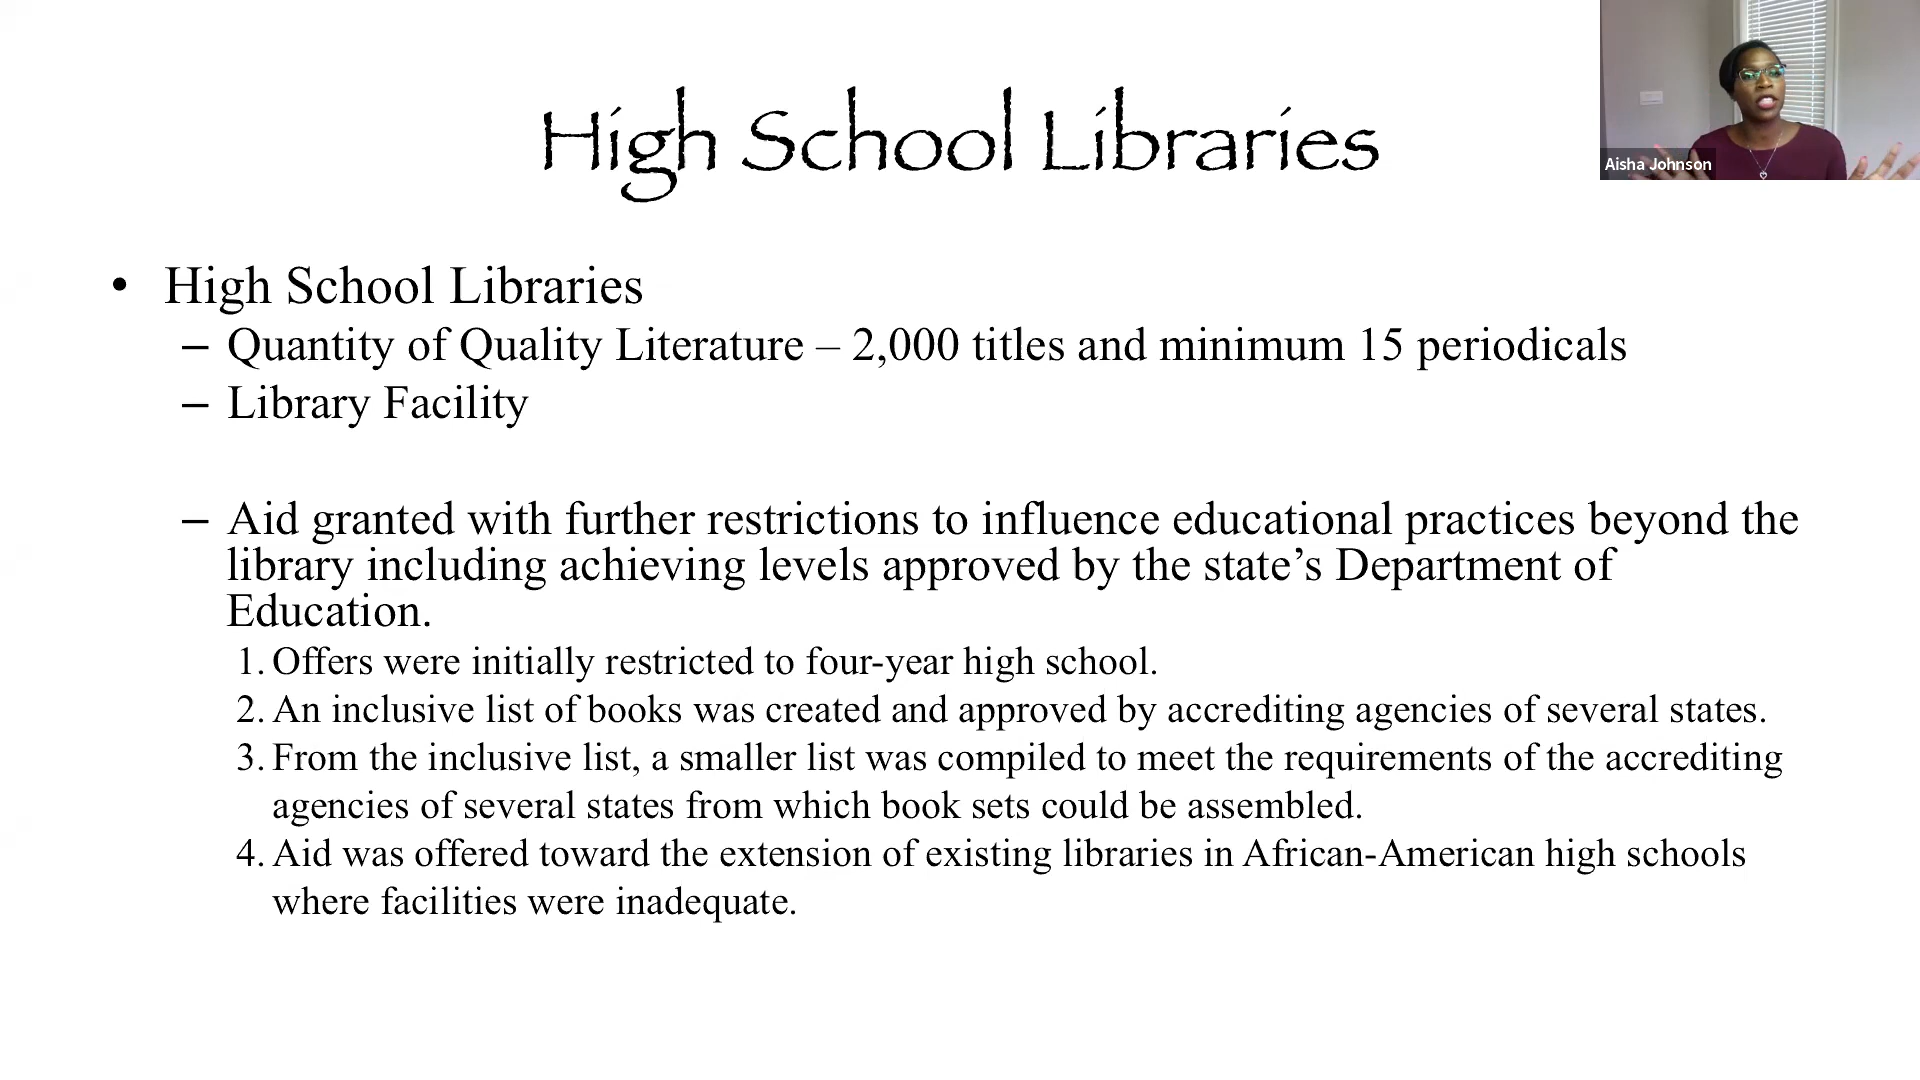 High School Libraries
Aisha Johnson
• High School Libraries
– Quantity of Quality Literature – 2,000 titles and minimum 15 periodicals
– Library Facility
– Aid granted with further restrictions to influence educational practices beyond the
library including achieving levels approved by the state’s Department of
Education.
1. Offers were initially restricted to four-year high school.
2. An inclusive list of books was created and approved by accrediting agencies of several states.
3. From the inclusive list, a smaller list was compiled to meet the requirements of the accrediting
agencies of several states from which book sets could be assembled.
4. Aid was offered toward the extension of existing libraries in African-American high schools
where facilities were inadequate.